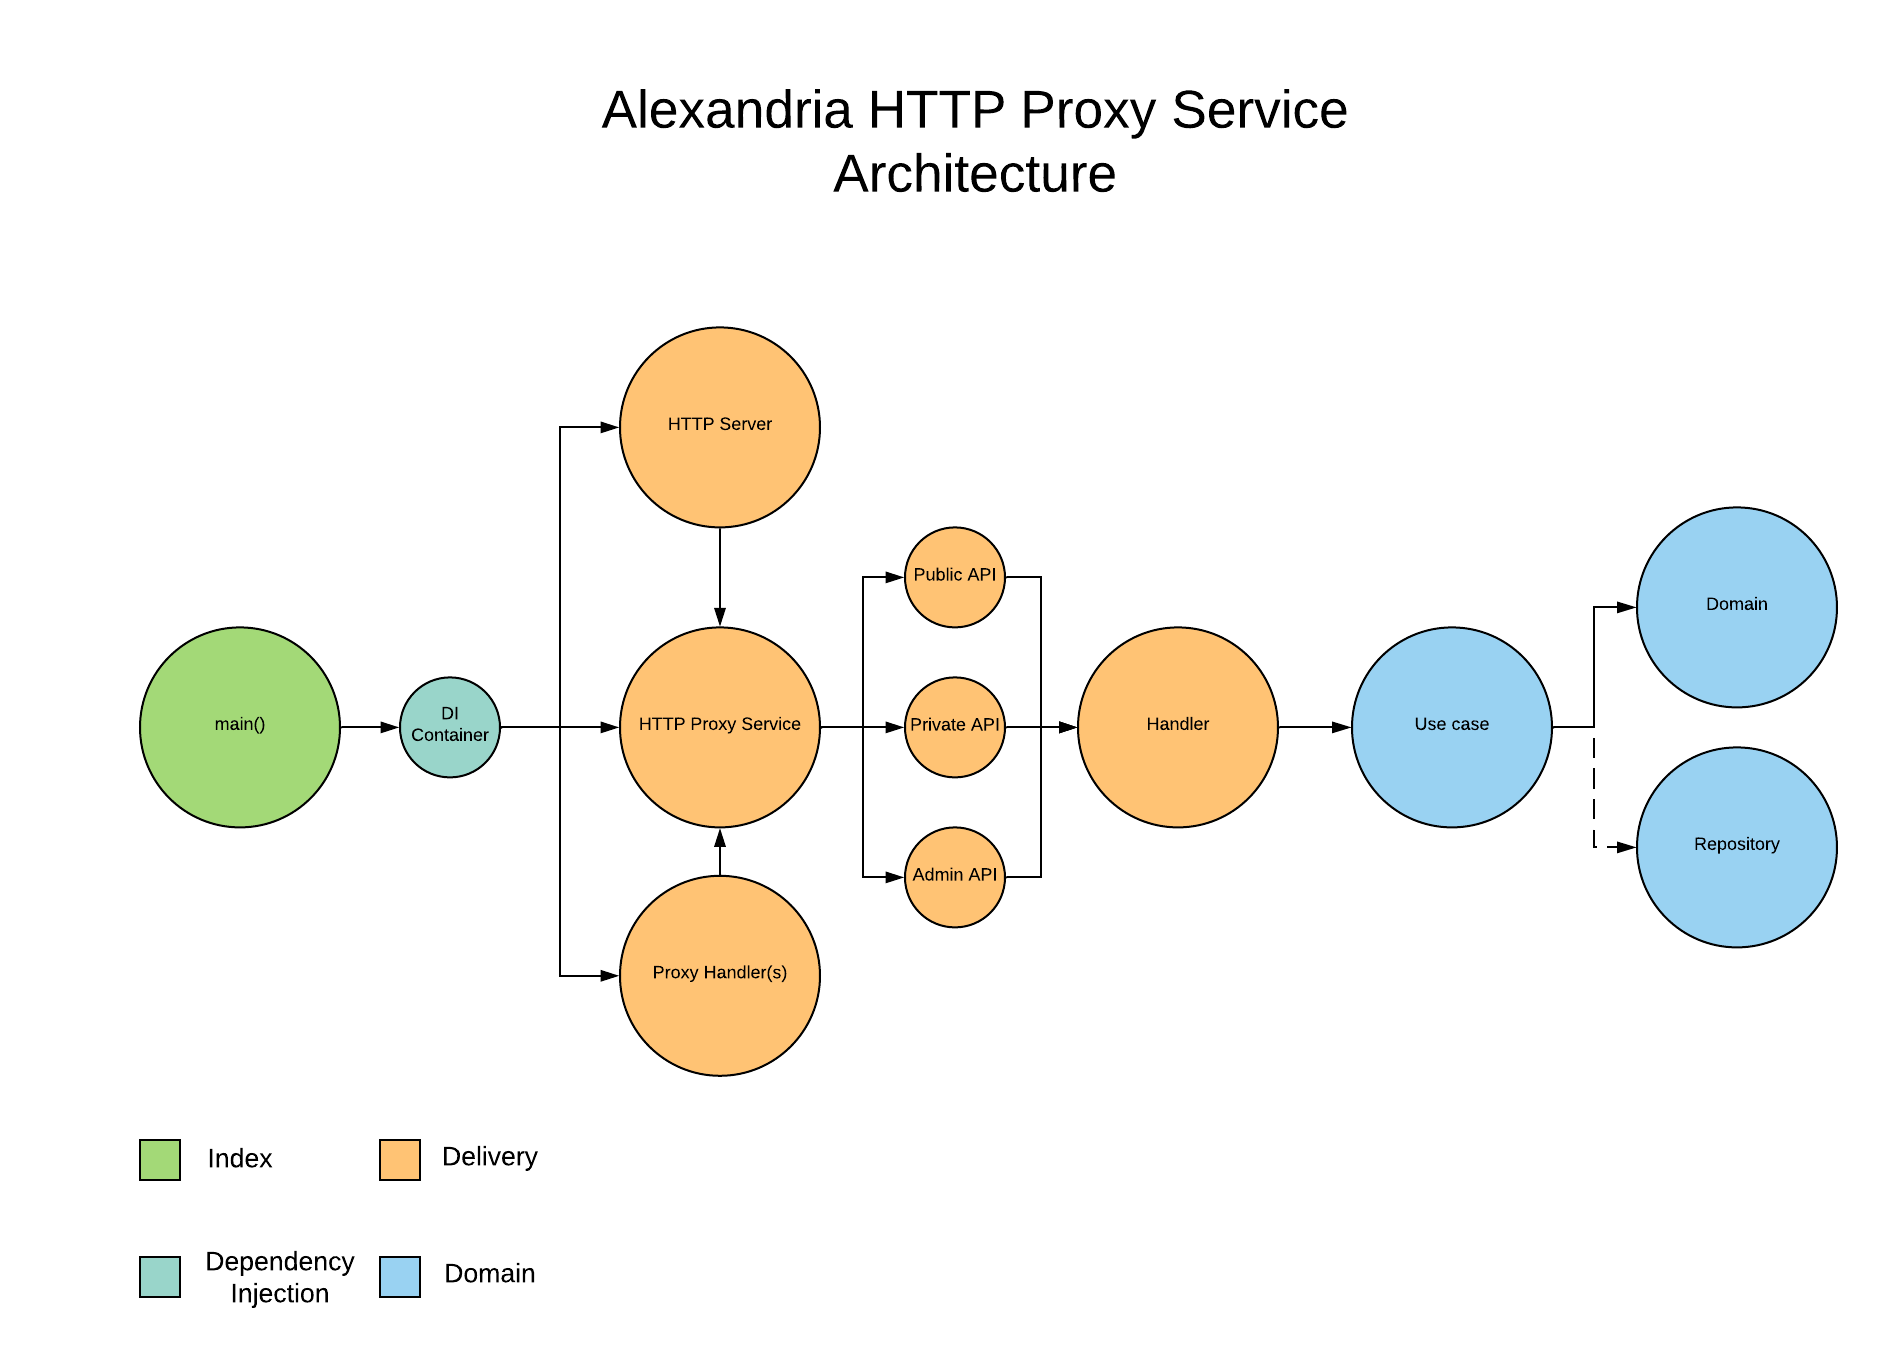 Alexandria HTTP Proxy Service
Architecture
HTTP Server
Public API
Domain
main()
DI
Container
HTTP Proxy Service
Private API
Handler
Use case
Repository
Admin API
Proxy Handler(s)
Index
Delivery
Dependency
Injection
Domain